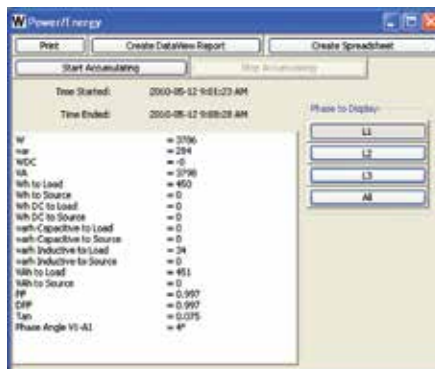 W Power/Energy
Print Create DataView Report Create Spreadsheet
Start Accumulating Stop Accumulating
Time Started: 2010-05-12 9:01:23 AM
Time Ended: 2010-05-12 9:08:28 AM
Phase to Display:
L1
L2
L3
All
W = 3786
var = 284
WDC = -0
VA = 3798
Wh to Load = 450
Wh to Source = 0
Wh DC to Load = 0
Wh DC to Source = 0
varh Capacitive to Load = 0
varh Capacitive to Source = 0
varh Inductive to Load = 34
varh Inductive to Source = 0
VAh to Load = 451
VAh to Source = 0
PF = 0.997
DPF = 0.997
Tan = 0.075
Phase Angle V1-A1 = 4°